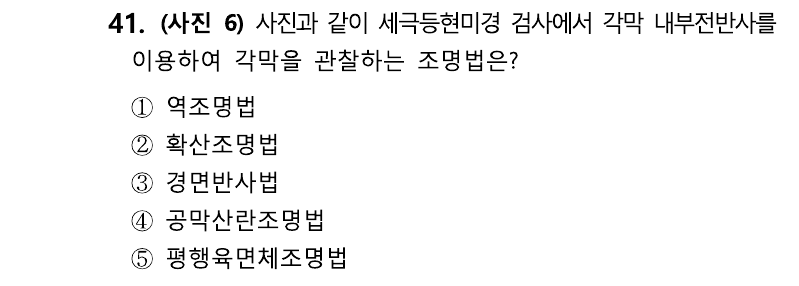 41. (사진 6) 사진과 같이 세극등현미경 검사에서 각막 내부전반사를
이용하여 각막을 관찰하는 조명법은?
① 역조명법
② 확산조명법
③ 경면반사법
④ 공막산란조명법
⑤ 평행육면체조명법